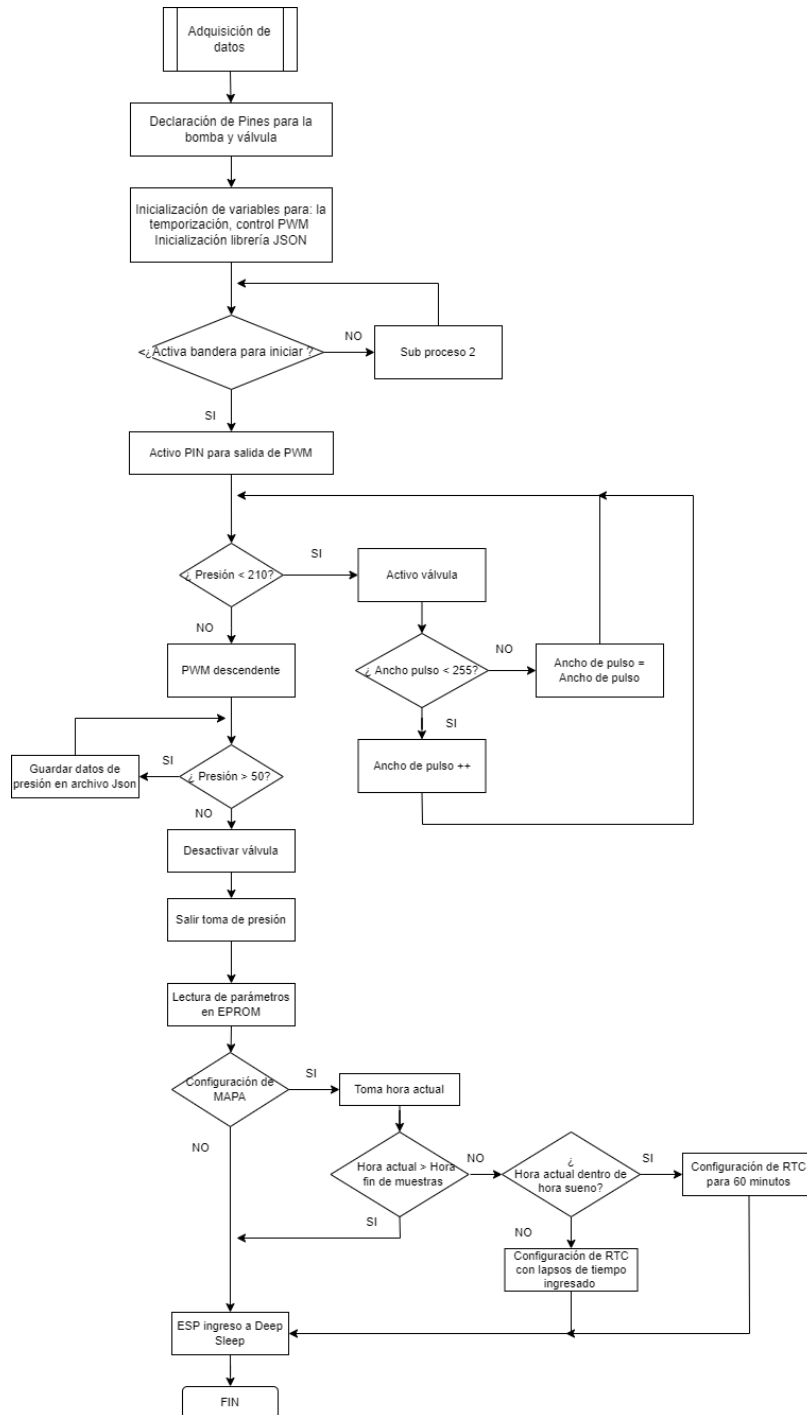 Adquisición de
datos
Declaración de Pines para la
bomba y válvula
Inicialización de variables para: la
temporización, control PWM
Inicialización librería JSON
<¿Activa bandera para iniciar ?
NO
Sub proceso 2
SI
Activo PIN para salida de PWM
¿ Presión < 210?
SI
Activo válvula
NO
¿ Ancho pulso < 255?
NO
Ancho de pulso =
Ancho de pulso
PWM descendente
SI
Ancho de pulso ++
Guardar datos de
presión en archivo Json
SI
¿ Presión > 50?
NO
Desactivar válvula
Salir toma de presión
Lectura de parámetros
en EPROM
Configuración de
MAPA
SI
Toma hora actual
NO
Hora actual > Hora
fin de muestras
NO
¿
Hora actual dentro de
hora sueno?
SI
Configuración de RTC
para 60 minutos
SI
NO
Configuración de RTC
con lapsos de tiempo
ingresado
ESP ingreso a Deep
Sleep
FIN